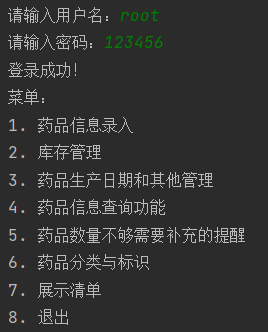 请输入用户名：root
请输入密码：123456
登录成功!
菜单：
1. 药品信息录入
2. 库存管理
3. 药品生产日期和其他管理
4. 药品信息查询功能
5. 药品数量不够需要补充的提醒
6. 药品分类与标识
7. 展示清单
8. 退出